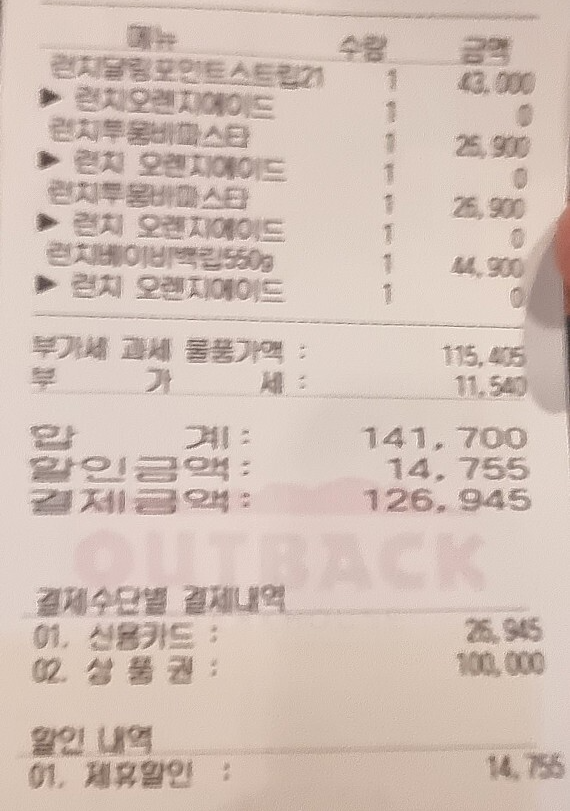 메뉴 수량 금액
런치달링포인트스트립21 1 43,000
▶ 런치오렌지에이드 1 0
런치투움바파스타 1 26,900
▶ 런치 오렌지에이드 1 0
런치투움바파스타 1 26,900
▶ 런치 오렌지에이드 1 0
런치베이비백립550g 1 44,900
▶ 런치 오렌지에이드 1 0
부가세 과세 물품가액 : 115,405
부 가 세 : 11,540
합 계 : 141,700
할인금액 : 14,755
결제금액 : 126,945
OUTBACK
결제수단별 결제내역
01. 신용카드 : 26,945
02. 상 품 권 : 100,000
할인 내역
01. 제휴할인 : 14,755